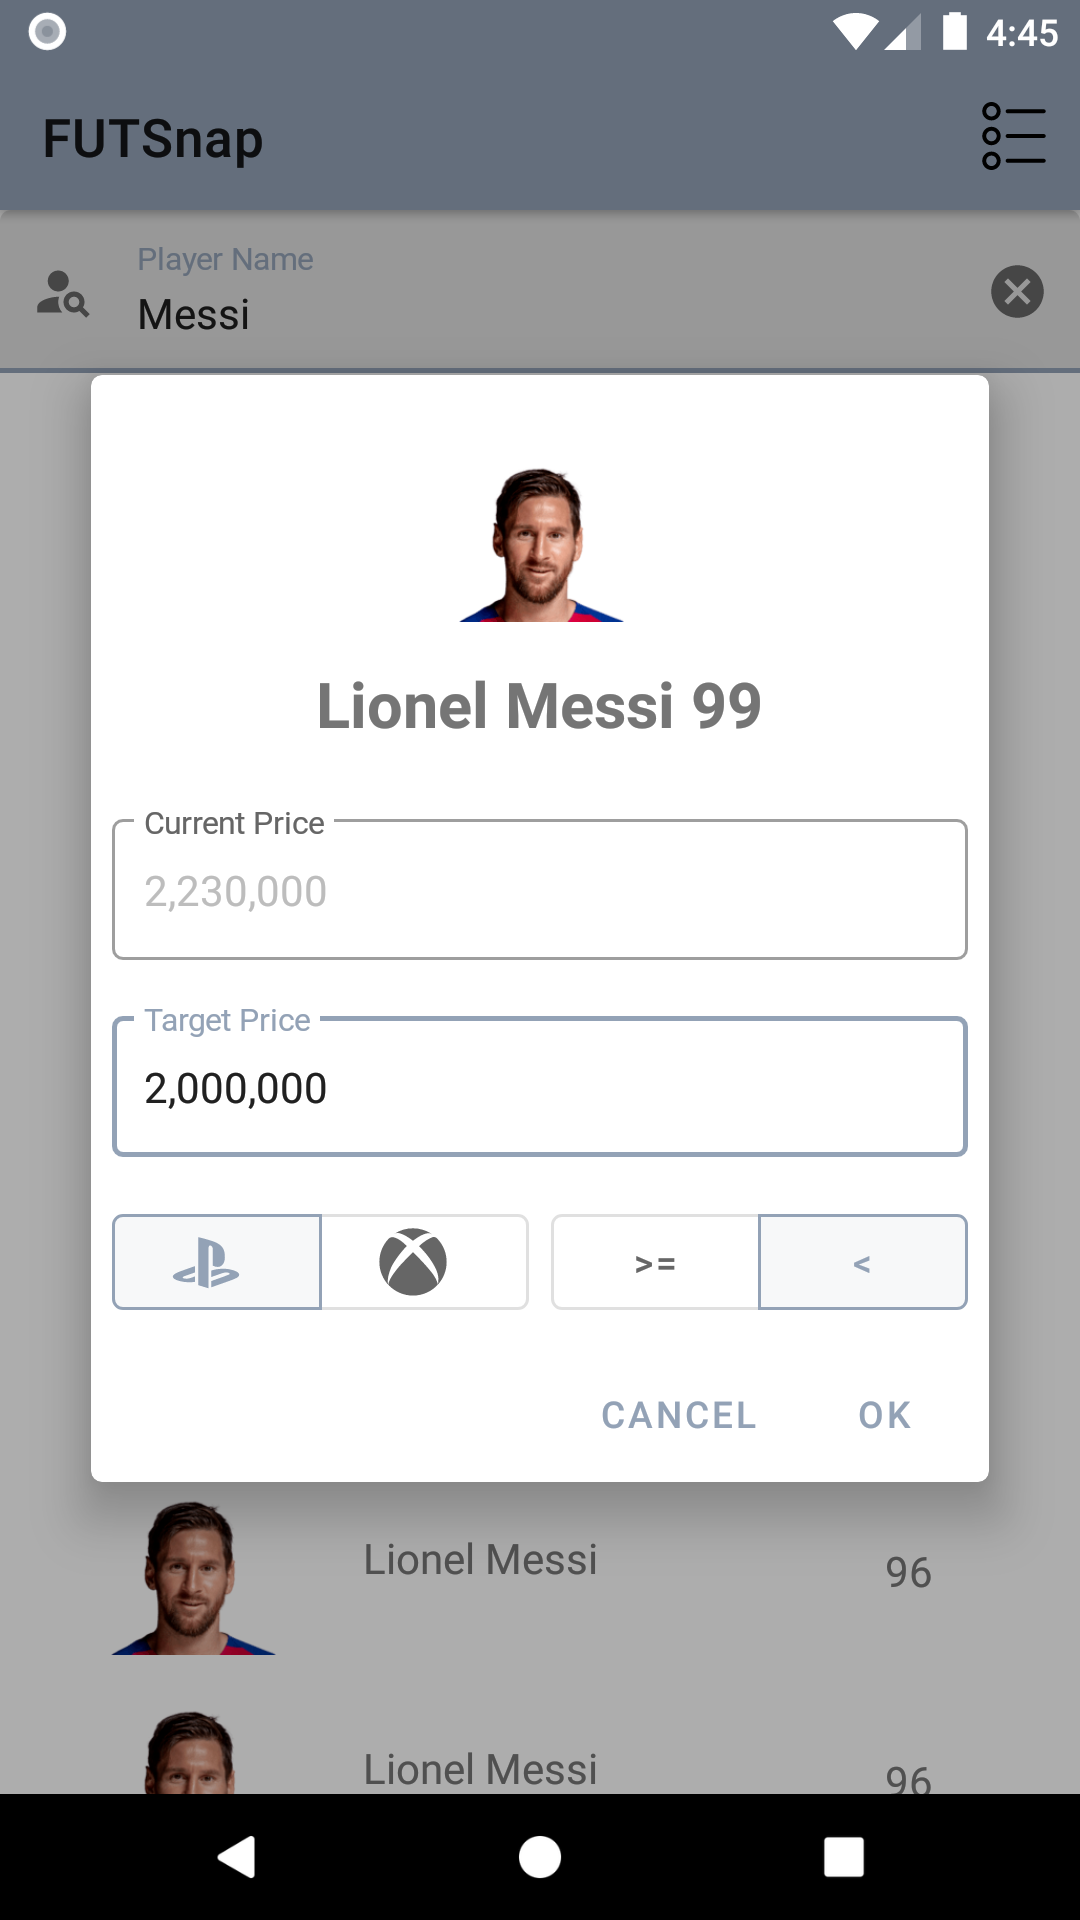 4:45
FUTSnap
Player Name
Messi
Lionel Messi 99
Current Price
2,230,000
Target Price
2,000,000
>= <
CANCEL OK
Lionel Messi 96
Lionel Messi 96